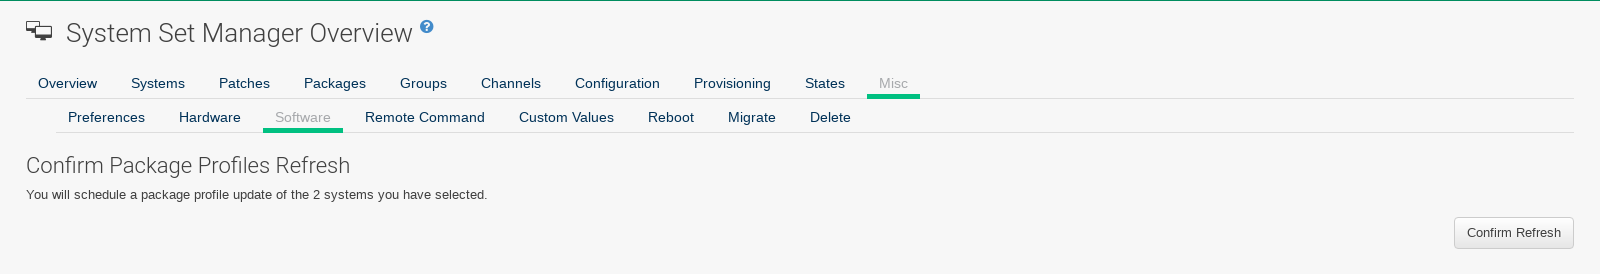 System Set Manager Overview ?
Overview Systems Patches Packages Groups Channels Configuration Provisioning States Misc
Preferences Hardware Software Remote Command Custom Values Reboot Migrate Delete
Confirm Package Profiles Refresh
You will schedule a package profile update of the 2 systems you have selected.
Confirm Refresh